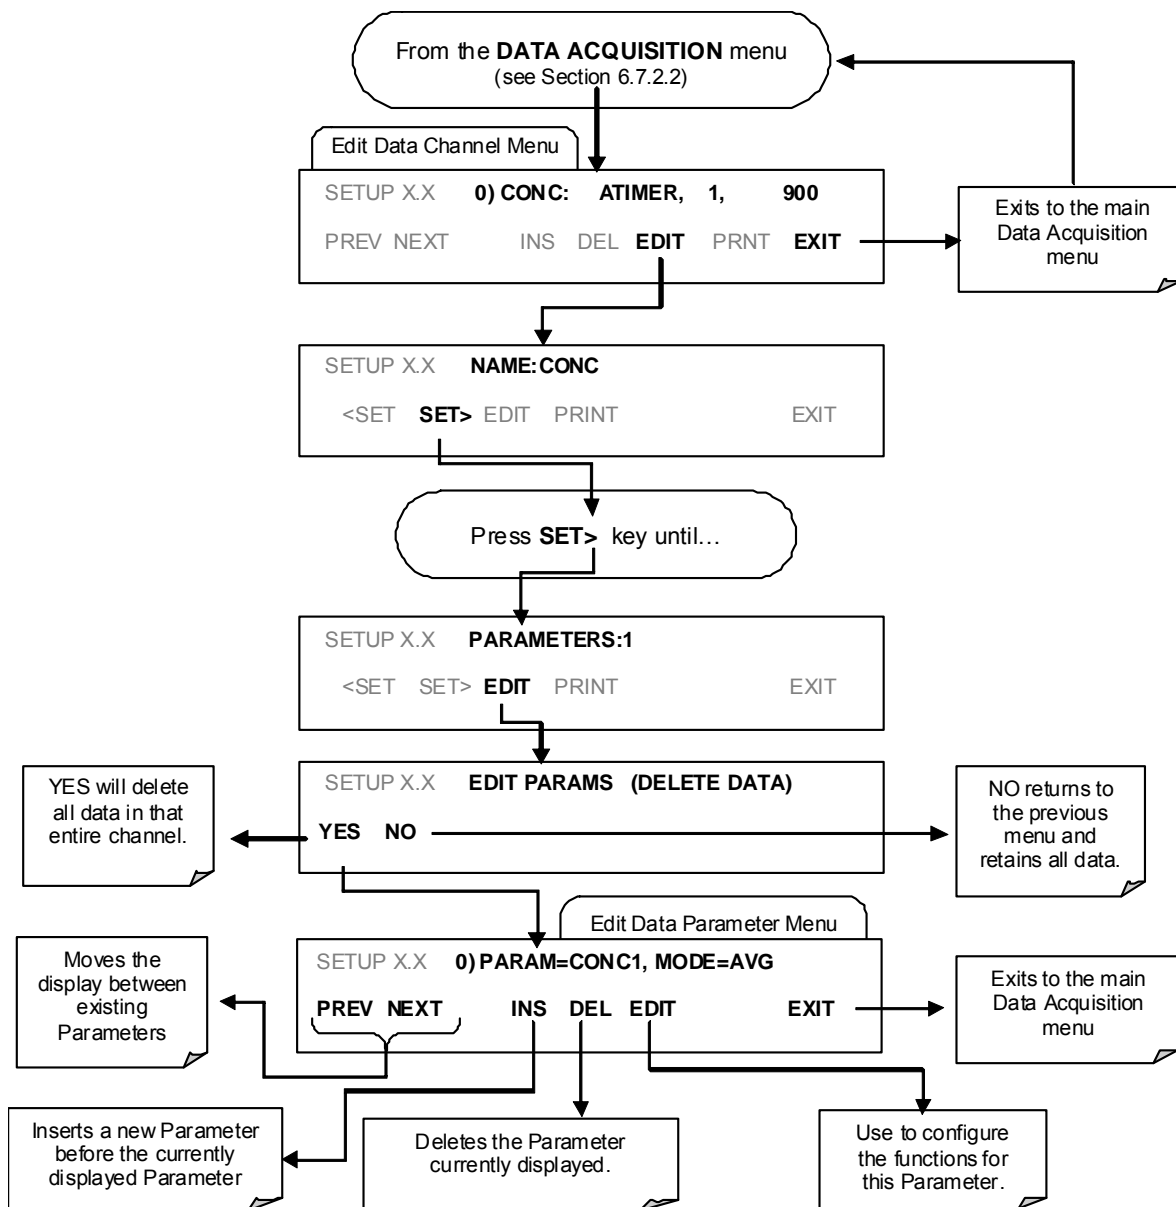 From the DATA ACQUISITION menu
(see Section 6.7.2.2)
Edit Data Channel Menu
SETUP X.X 0) CONC: ATIMER, 1, 900
PREV NEXT INS DEL EDIT PRNT EXIT
Exits to the main
Data Acquisition
menu
SETUP X.X NAME:CONC
<SET SET> EDIT PRINT EXIT
Press SET> key until...
SETUP X.X PARAMETERS:1
<SET SET> EDIT PRINT EXIT
YES will delete
all data in that
entire channel.
SETUP X.X EDIT PARAMS (DELETE DATA)
YES NO
NO returns to
the previous
menu and
retains all data.
Edit Data Parameter Menu
Moves the
display between
existing
Parameters
SETUP X.X 0) PARAM=CONC1, MODE=AVG
PREV NEXT INS DEL EDIT EXIT
Exits to the main
Data Acquisition
menu
Inserts a new Parameter
before the currently
displayed Parameter
Deletes the Parameter
currently displayed.
Use to configure
the functions for
this Parameter.